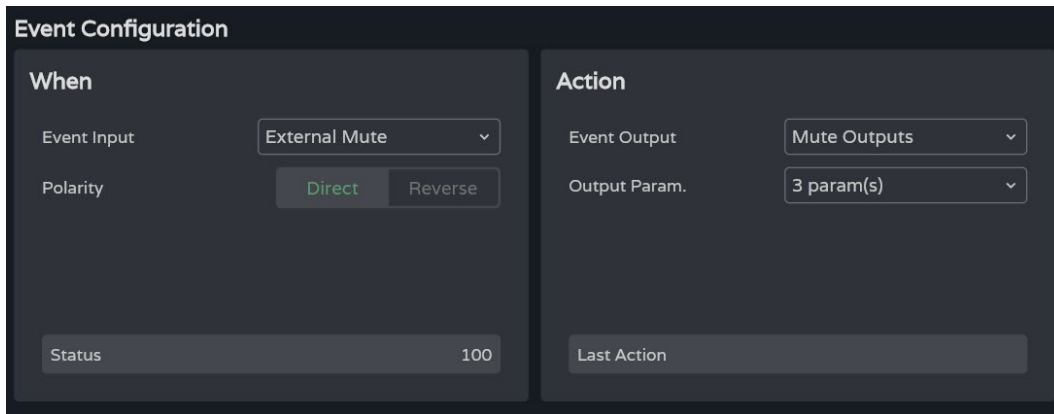 Event Configuration
When
Event Input
External Mute
Polarity
Direct
Reverse
Status
100
Action
Event Output
Mute Outputs
Output Param.
3 param(s)
Last Action